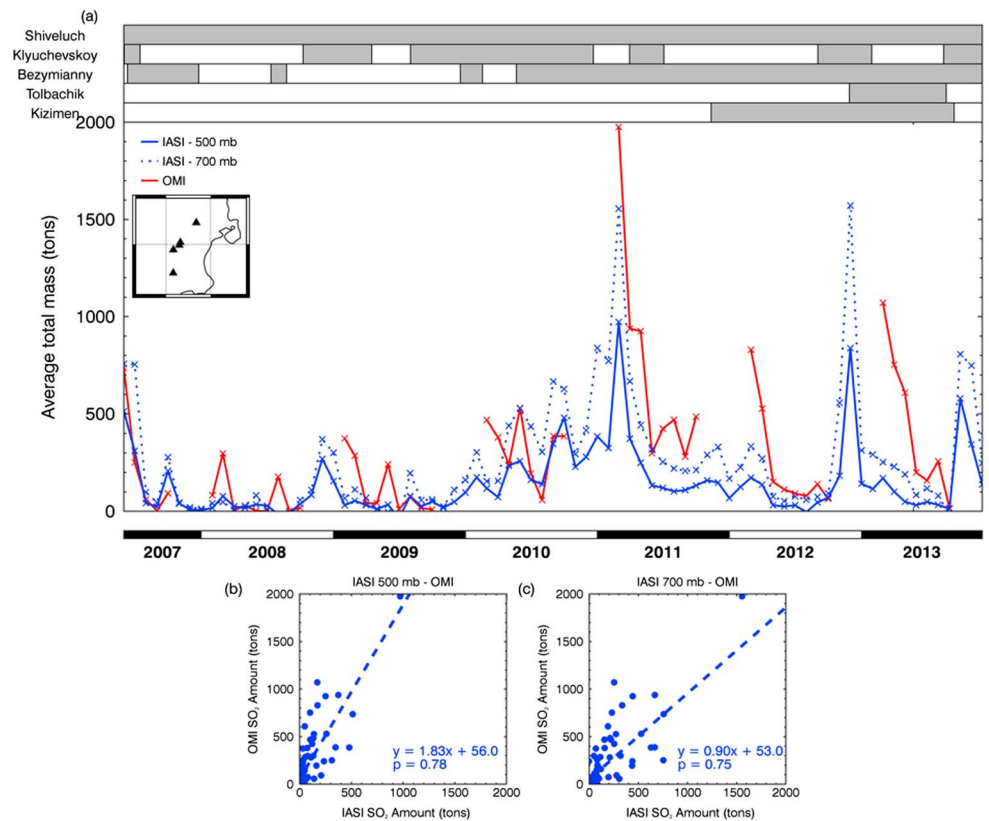 (a)
Shiveluch
Klyuchevskoy
Bezymianny
Tolbachik
Kizimen
2000
1500
1000
500
0
Average total mass (tons)
IASI - 500 mb
IASI - 700 mb
OMI
2007 2008 2009 2010 2011 2012 2013
(b) IASI 500 mb - OMI
2000
1500
1000
500
0
OMI SO₂ Amount (tons)
y = 1.83x + 56.0
p = 0.78
0 500 1000 1500 2000
IASI SO₂ Amount (tons)
(c) IASI 700 mb - OMI
2000
1500
1000
500
0
OMI SO₂ Amount (tons)
y = 0.90x + 53.0
p = 0.75
0 500 1000 1500 2000
IASI SO₂ Amount (tons)